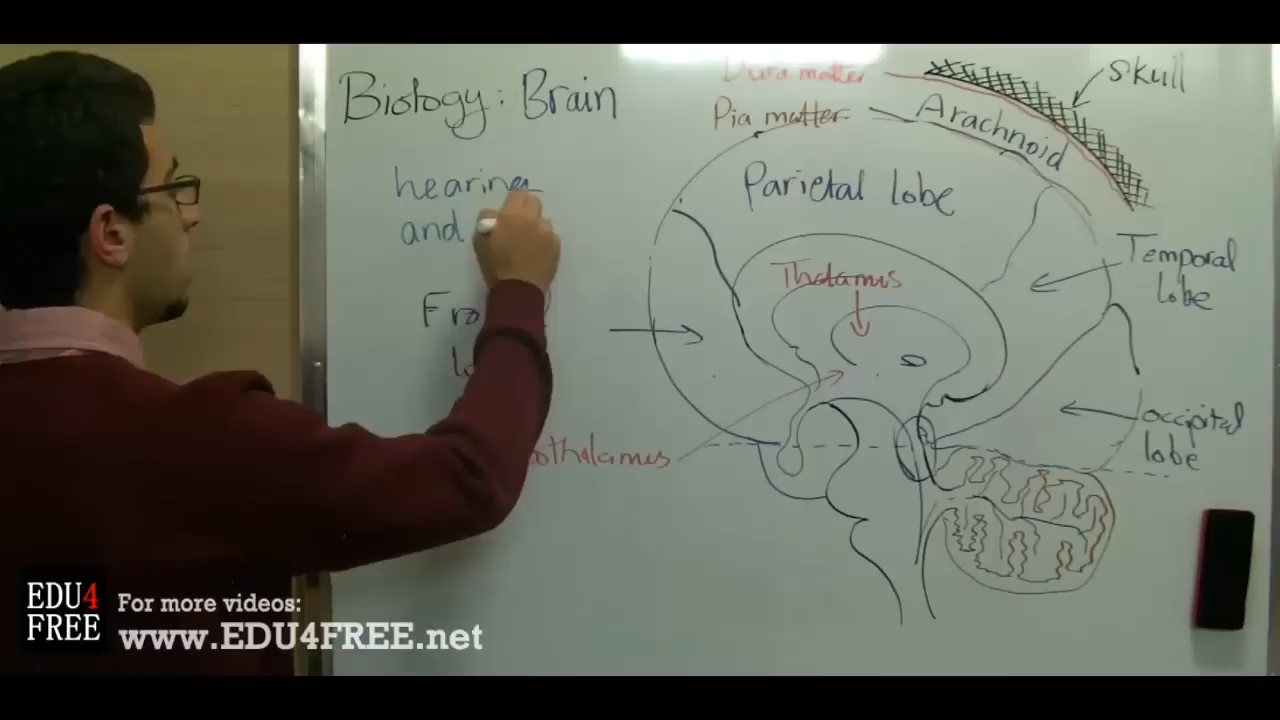 Biology: Brain
hearing
and
Dura matter
Pia matter
Skull
Arachnoid
Parietal lobe
Thalamus
Temporal
lobe
occipital
lobe
EDU4
FREE
For more videos:
www.EDU4FREE.net